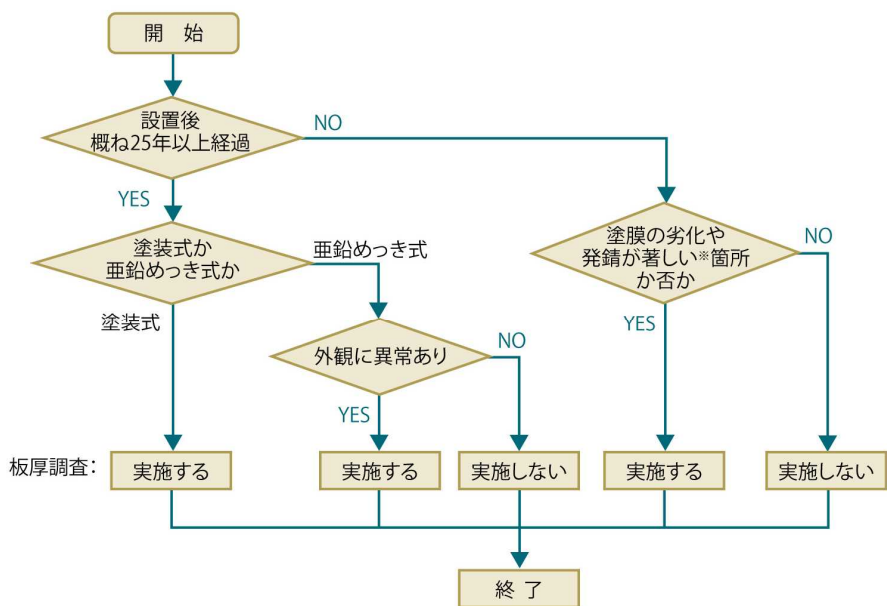 開 始
設置後
概ね25年以上経過
NO
YES
塗装式か
亜鉛めっき式か
亜鉛めっき式
塗膜の劣化や
発錆が著しい※箇所
か否か
NO
塗装式
YES
外観に異常あり
NO
YES
板厚調査:
実施する
実施する
実施しない
実施する
実施しない
終 了